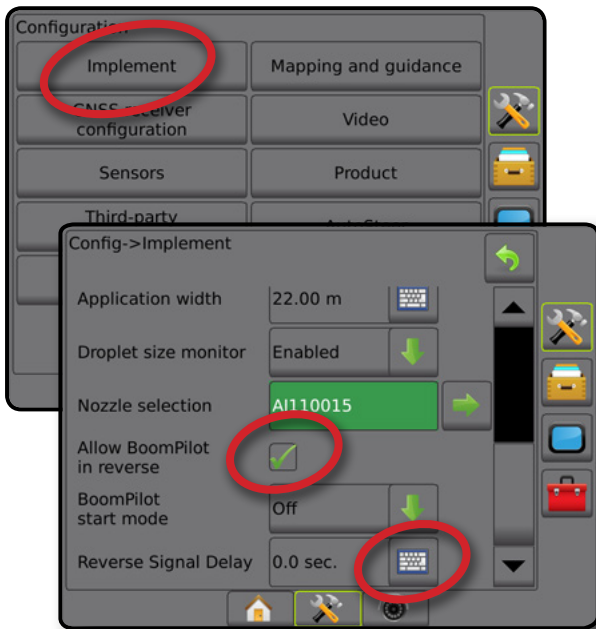 Configuration
Implement
Mapping and guidance
GNSS receiver
configuration
Video
Sensors
Product
Third-party
Config->Implement
Application width
22.00 m
Droplet size monitor
Enabled
Nozzle selection
AI110015
Allow BoomPilot
in reverse
BoomPilot
start mode
Off
Reverse Signal Delay
0.0 sec.